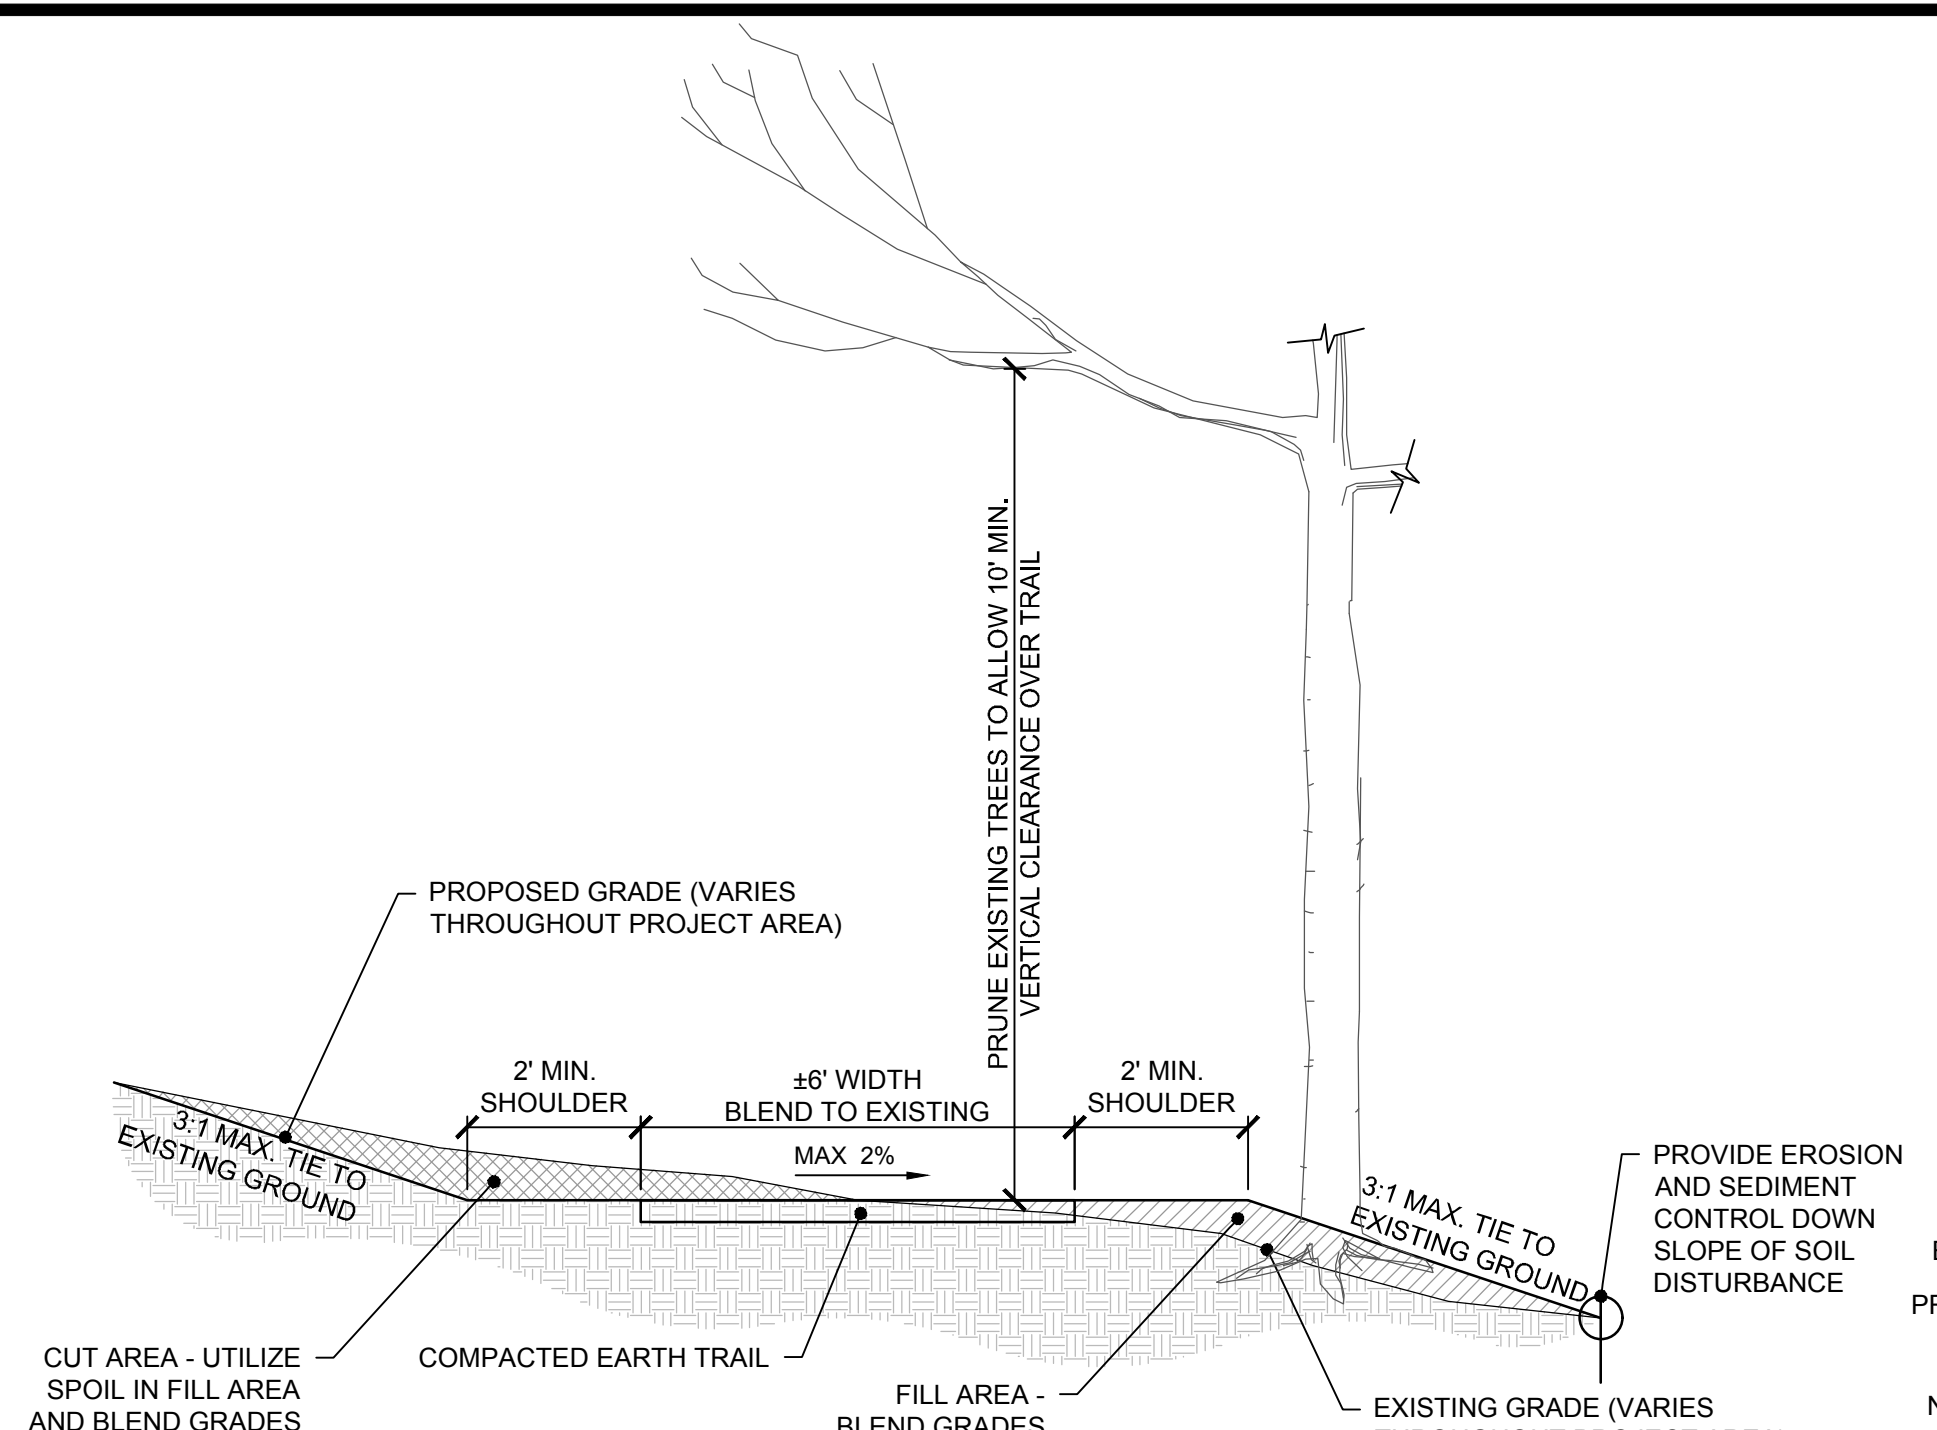 PRUNE EXISTING TREES TO ALLOW 10' MIN.
VERTICAL CLEARANCE OVER TRAIL
PROPOSED GRADE (VARIES
THROUGHOUT PROJECT AREA)
2' MIN.
SHOULDER
±6' WIDTH
BLEND TO EXISTING
2' MIN.
SHOULDER
MAX 2%
3:1 MAX. TIE TO
EXISTING GROUND
3:1 MAX. TIE TO
EXISTING GROUND
PROVIDE EROSION
AND SEDIMENT
CONTROL DOWN
SLOPE OF SOIL
DISTURBANCE
CUT AREA - UTILIZE
SPOIL IN FILL AREA
AND BLEND GRADES
COMPACTED EARTH TRAIL
FILL AREA -
BLEND GRADES
EXISTING GRADE (VARIES